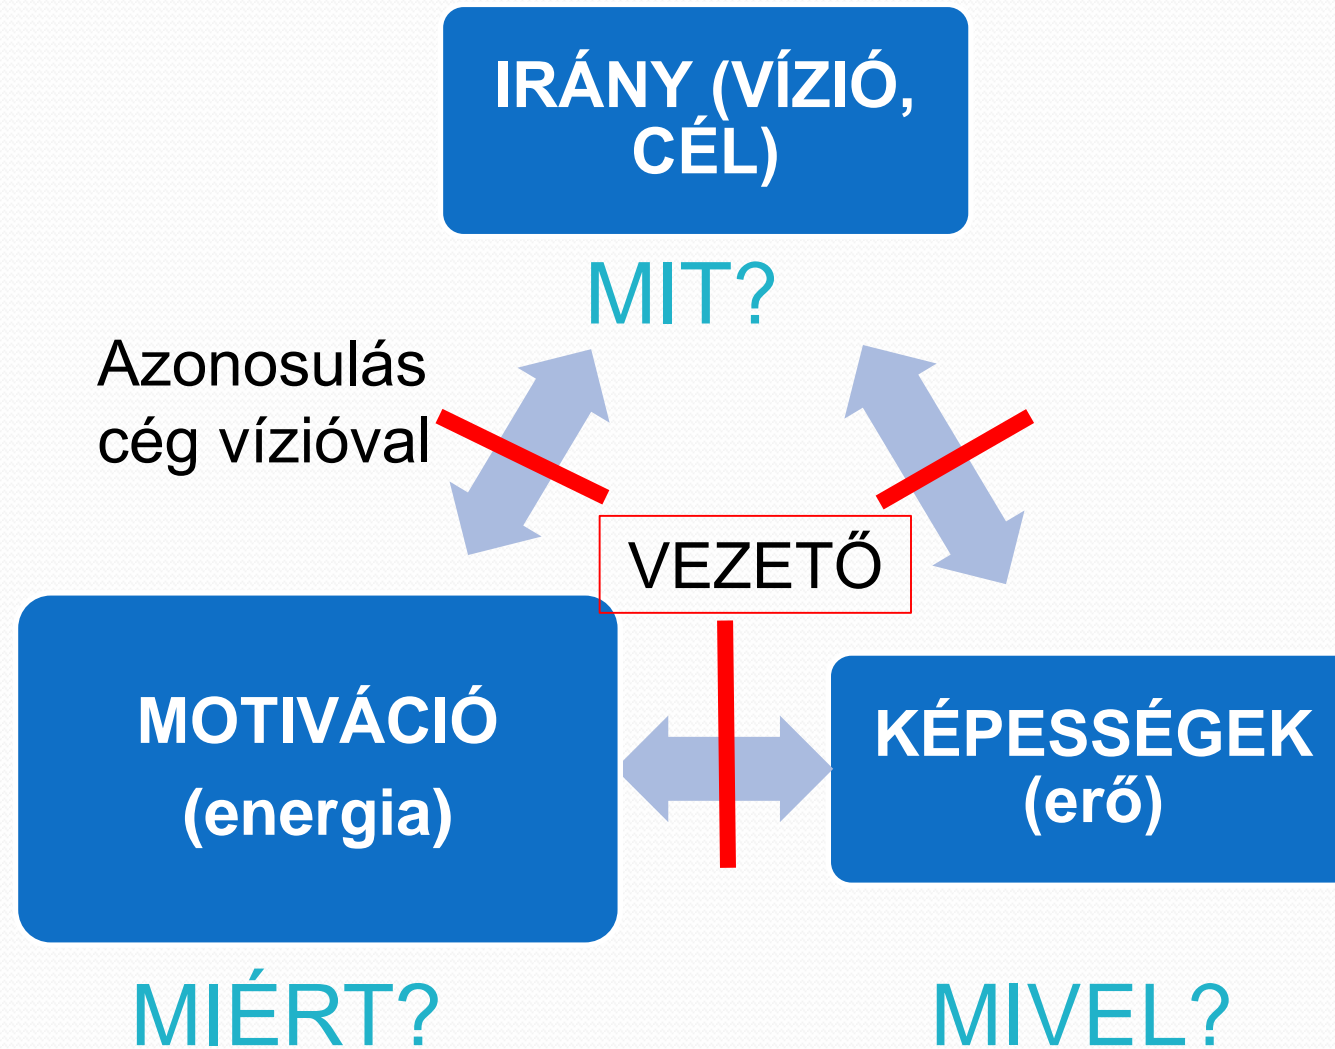 IRÁNY (VÍZIÓ,
CÉL)
MIT?
Azonosulás
cég vízióval
VEZETŐ
MOTIVÁCIÓ
(energia)
KÉPESSÉGEK
(erő)
MIÉRT?
MIVEL?